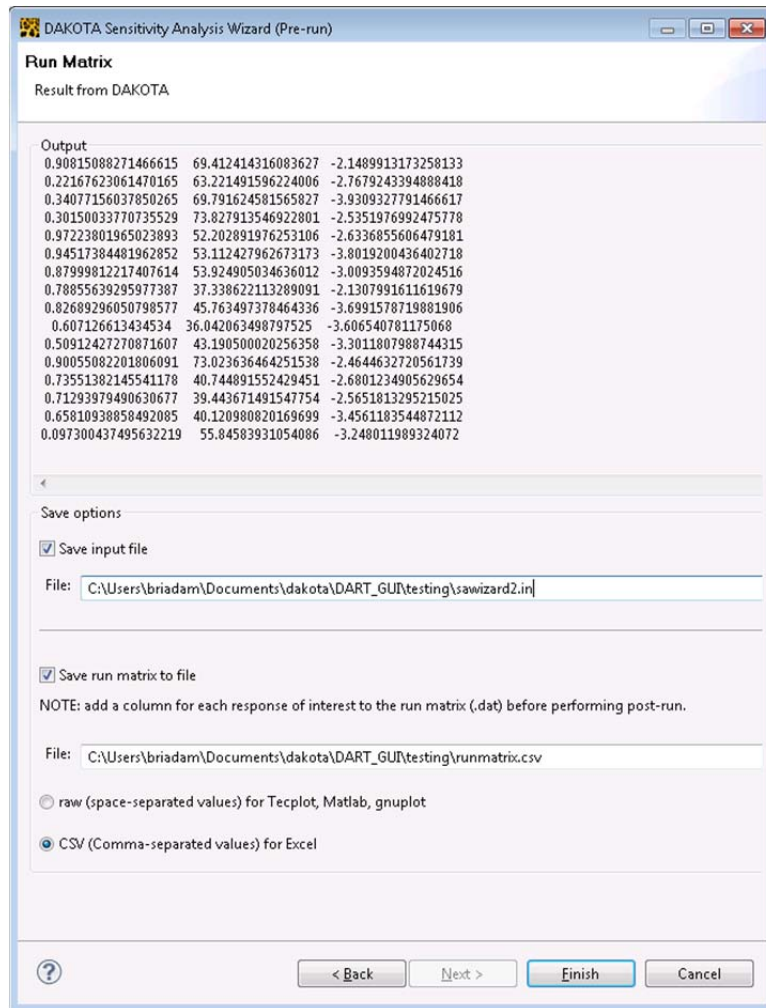 DAKOTA Sensitivity Analysis Wizard (Pre-run)
Run Matrix
Result from DAKOTA
Output
0.90815088271466615 69.412414316083627 -2.1489913173258133
0.22167623061470165 63.221491596224006 -2.7679243394888418
0.34077156037850265 69.791624581565827 -3.9309327791466617
0.30150033770735529 73.827913546922801 -2.5351976992475778
0.97223801965023893 52.202891976253106 -2.6336855606479181
0.94517384481962852 53.112427962673173 -3.8019200436402718
0.87999812217407614 53.924905034636012 -3.0093594872024516
0.78855639295977387 37.338622113289091 -2.1307991611619679
0.82689296050798577 45.763497378464336 -3.6991578719881906
0.607126613434534 36.042063498797525 -3.606540781175068
0.50912427270871607 43.190500020256358 -3.3011807988744315
0.90055082201806091 73.023636464251538 -2.4644632720561739
0.73551382145541178 40.744891552429451 -2.6801234905629654
0.71293979490630677 39.443671491547754 -2.5651813295215025
0.65810938858492085 40.120980820169699 -3.4561183544872112
0.097300437495632219 55.84583931054086 -3.248011989324072
Save options
Save input file
File: C:\Users\briadam\Documents\dakota\DART_GUI\testing\sawizard2.in
Save run matrix to file
NOTE: add a column for each response of interest to the run matrix (.dat) before performing post-run.
File: C:\Users\briadam\Documents\dakota\DART_GUI\testing\runmatrix.csv
raw (space-separated values) for Tecplot, Matlab, gnuplot
CSV (Comma-separated values) for Excel
? < Back Next > Finish Cancel